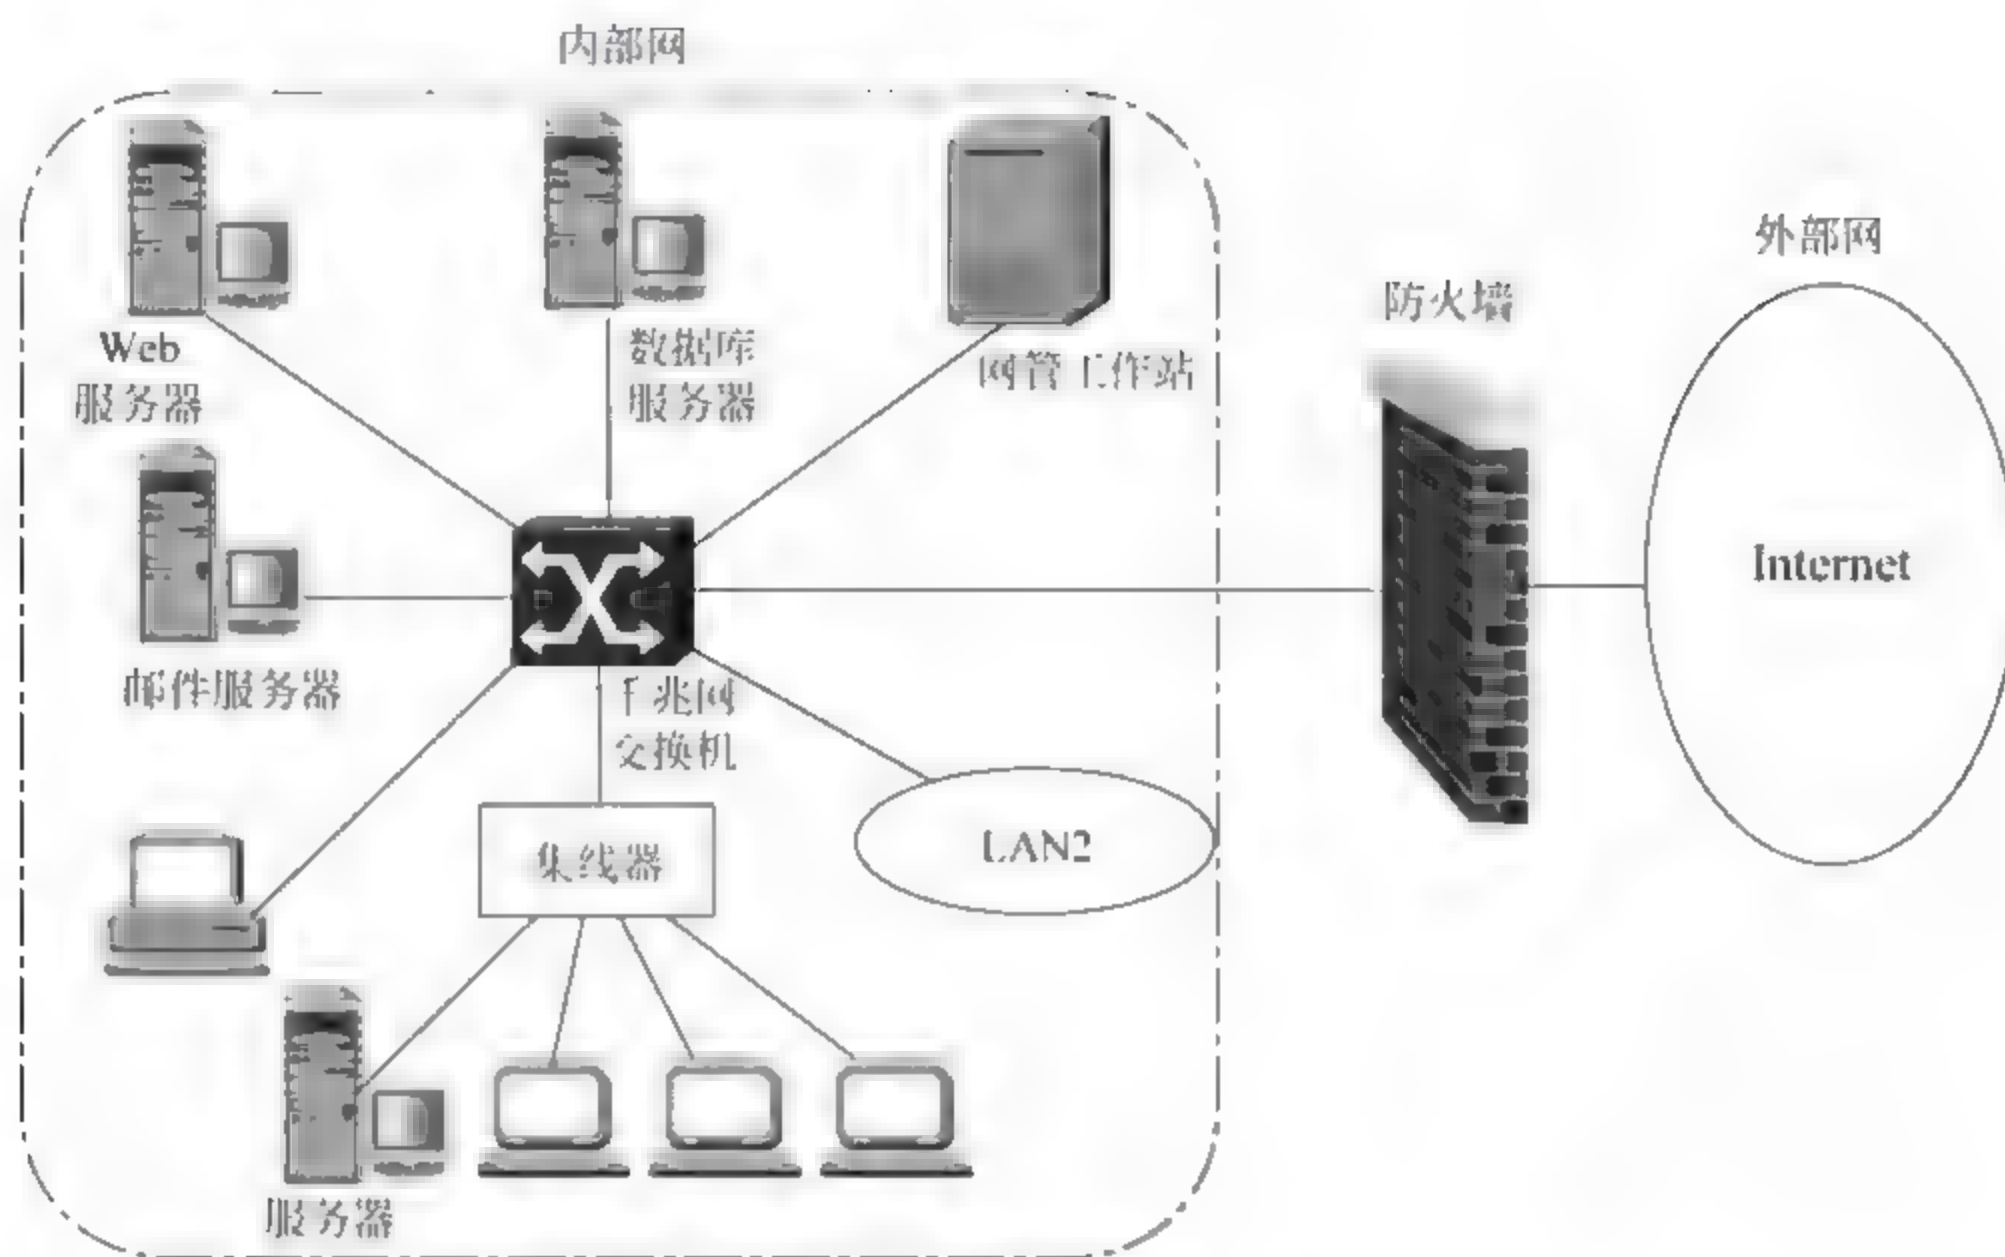 内部网
外部网
防火墙
Web
服务器
数据库
服务器
网管工作站
Internet
邮件服务器
千兆网
交换机
集线器
LAN2
服务器